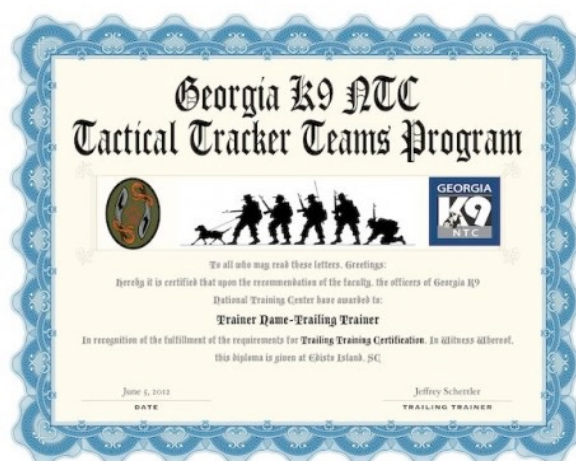 Georgia K9 NTC
Tactical Tracker Teams Program
GEORGIA
K9
NTC
To all who may read these letters, Greetings:
Hereby it is certified that upon the recommendation of the faculty, the officers of Georgia K9
National Training Center have awarded to:
Trainer Name-Trailing Trainer
In recognition of the fulfillment of the requirements for Trailing Training Certification. In Witness Whereof,
this diploma is given at Edisto Island, SC
June 5, 2012
Jeffrey Schettler
DATE
TRAILING TRAINER